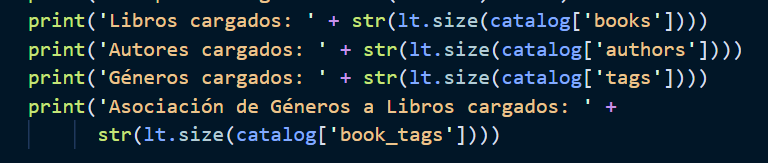 print('Libros cargados: ' + str(lt.size(catalog['books'])))
print('Autores cargados: ' + str(lt.size(catalog['authors'])))
print('Géneros cargados: ' + str(lt.size(catalog['tags'])))
print('Asociación de Géneros a Libros cargados: ' +
str(lt.size(catalog['book_tags'])))